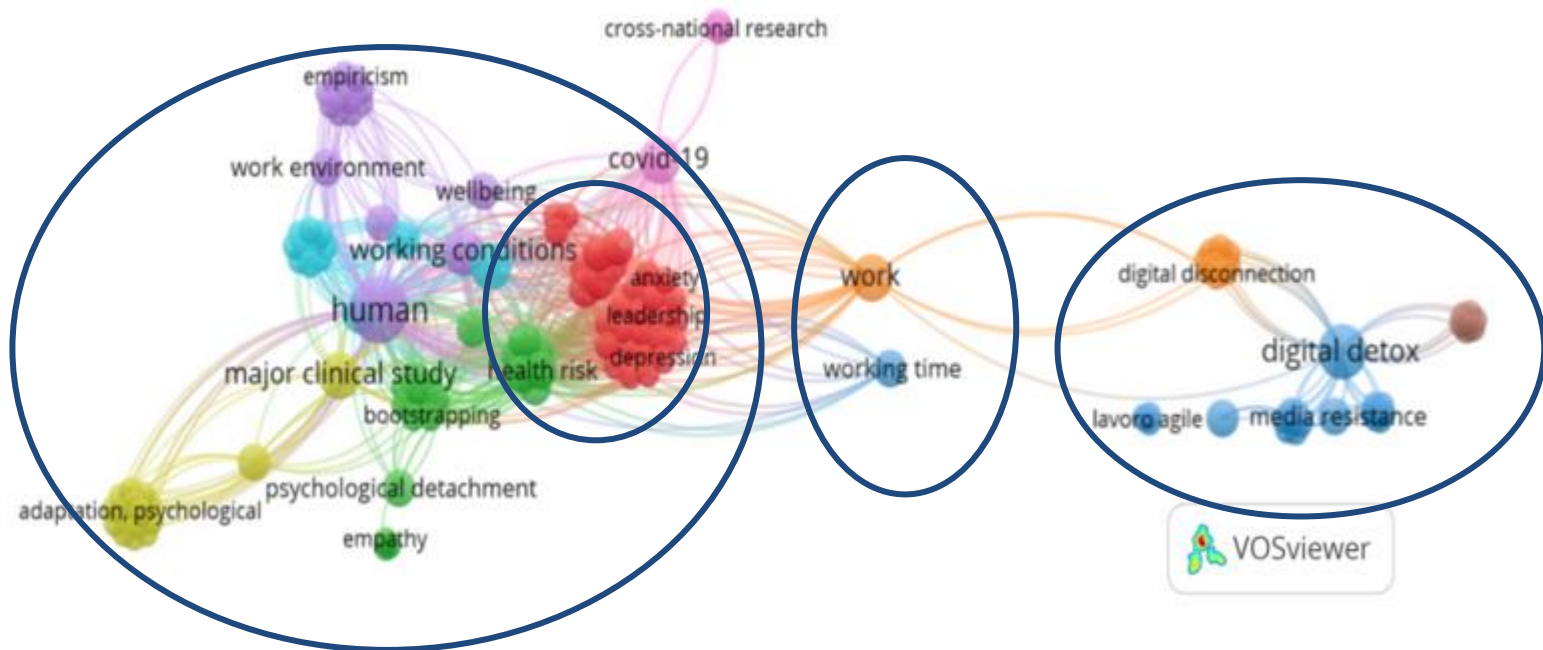 cross-national research
empiricism
covid-19
work environment
wellbeing
working conditions
anxiety
work
digital disconnection
human
leadership
depression
digital detox
major clinical study
health risk
working time
bootstrapping
lavoro agile
media resistance
psychological detachment
adaptation, psychological
empathy
VOSviewer